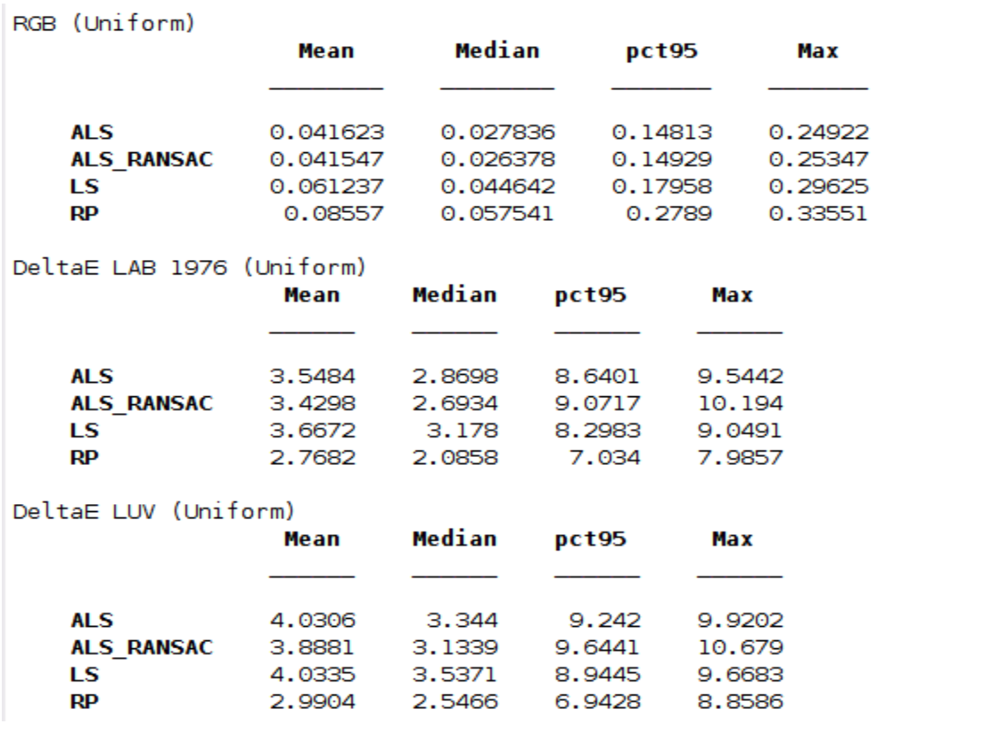 RGB (Uniform)
Mean Median pct95 Max
ALS 0.041623 0.027836 0.14813 0.24922
ALS_RANSAC 0.041547 0.026378 0.14929 0.25347
LS 0.061237 0.044642 0.17958 0.29625
RP 0.08557 0.057541 0.2789 0.33551
DeltaE LAB 1976 (Uniform)
Mean Median pct95 Max
ALS 3.5484 2.8698 8.6401 9.5442
ALS_RANSAC 3.4298 2.6934 9.0717 10.194
LS 3.6672 3.178 8.2983 9.0491
RP 2.7682 2.0858 7.034 7.9857
DeltaE LUV (Uniform)
Mean Median pct95 Max
ALS 4.0306 3.344 9.242 9.9202
ALS_RANSAC 3.8881 3.1339 9.6441 10.679
LS 4.0335 3.5371 8.9445 9.6683
RP 2.9904 2.5466 6.9428 8.8586